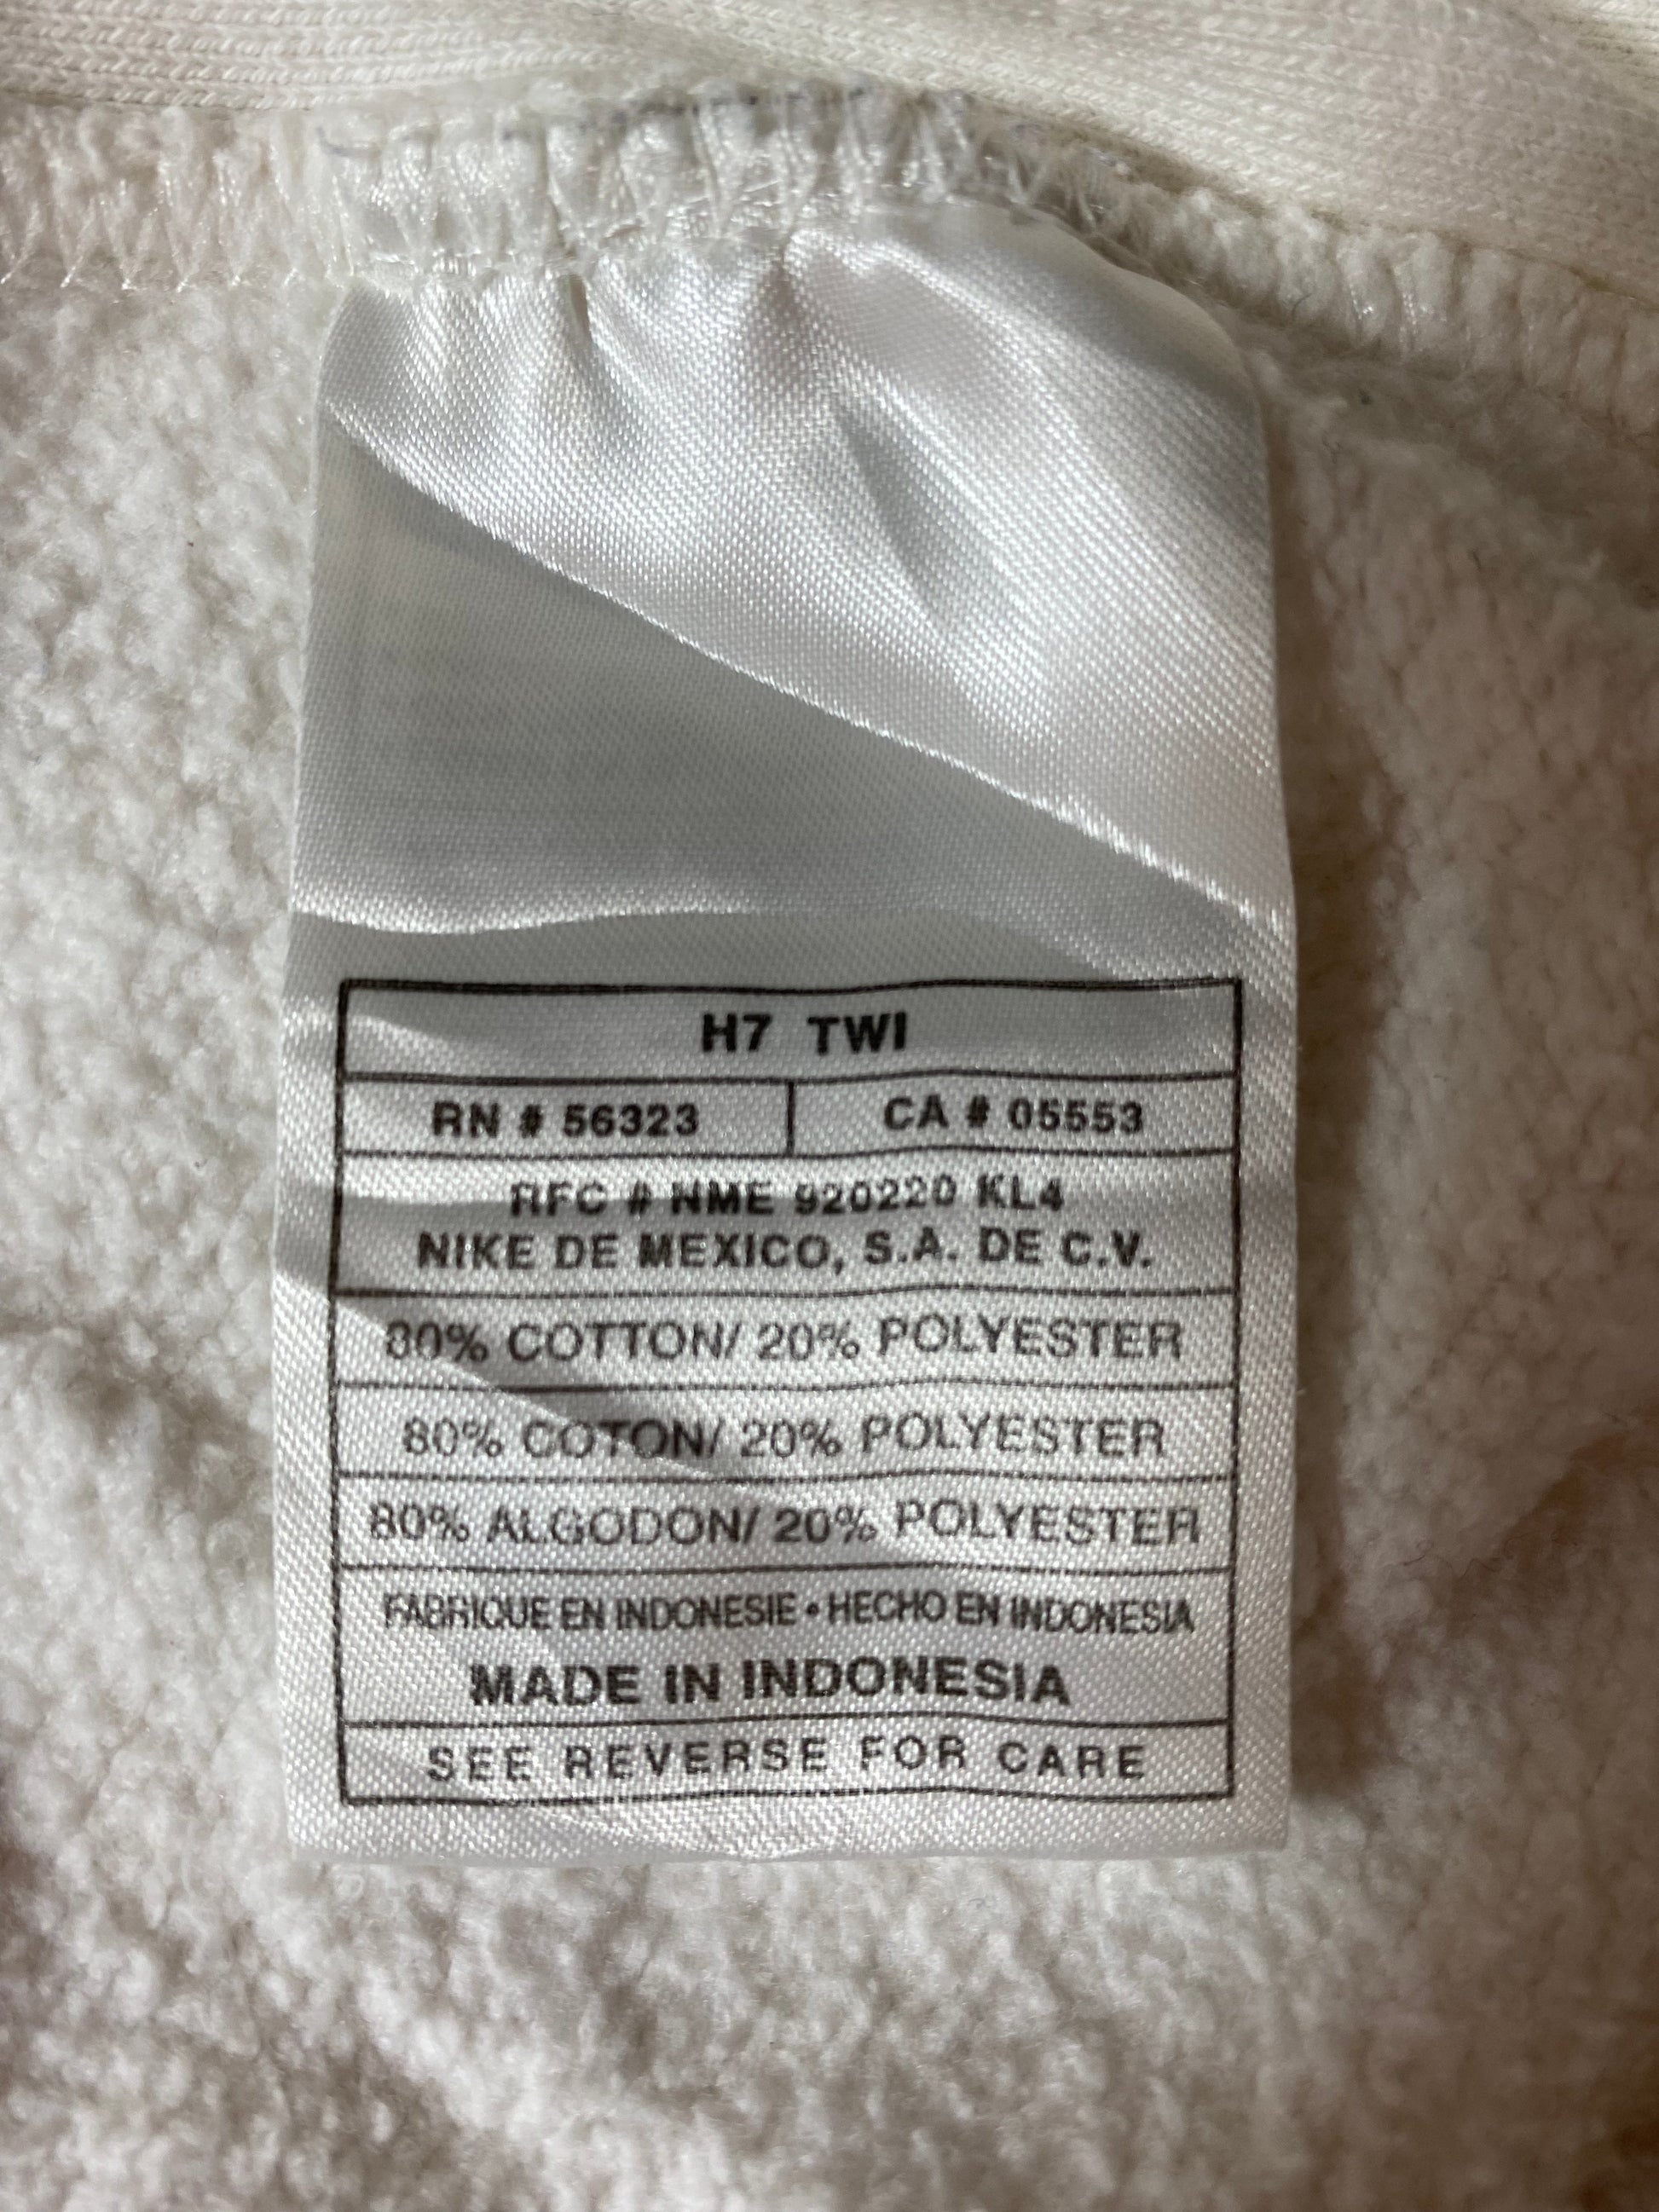 H7 TWI
RN # 56323 CA # 05553
RFC # NME 920220 KL4
NIKE DE MEXICO, S.A. DE C.V.
80% COTTON/ 20% POLYESTER
80% COTON/ 20% POLYESTER
80% ALGODON/ 20% POLYESTER
FABRIQUE EN INDONESIE • HECHO EN INDONESIA
MADE IN INDONESIA
SEE REVERSE FOR CARE